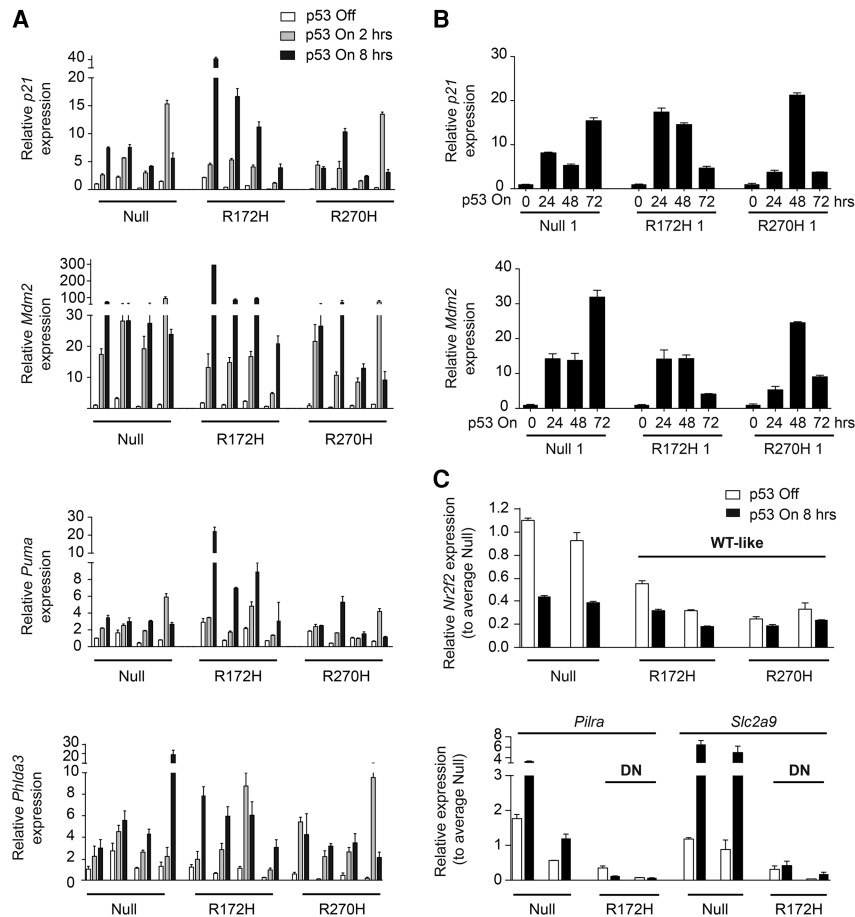 A
p53 Off
p53 On 2 hrs
p53 On 8 hrs
Relative p21
expression
40
30
20
15
10
5
0
Null
R172H
R270H
Relative Mdm2
expression
300
200
100
30
20
10
Null
R172H
R270H
Relative Puma
expression
30
20
10
8
6
4
2
0
Null
R172H
R270H
Relative Phlda3
expression
30
20
10
8
6
4
2
0
Null
R172H
R270H
B
Relative p21
expression
30
20
10
0
p53 On 0 24 48 72 0 24 48 72 0 24 48 72 hrs
Null 1
R172H 1
R270H 1
Relative Mdm2
expression
40
30
20
10
0
p53 On 0 24 48 72 0 24 48 72 0 24 48 72 hrs
Null 1
R172H 1
R270H 1
C
p53 Off
p53 On 8 hrs
Relative Nr2f2 expression
(to average Null)
1.2
1.0
0.8
0.6
0.4
0.2
0.0
WT-like
Null
R172H
R270H
Pilra
Slc2a9
Relative expression
(to average Null)
8
6
4
3
2
1
0
DN
DN
Null
R172H
Null
R172H